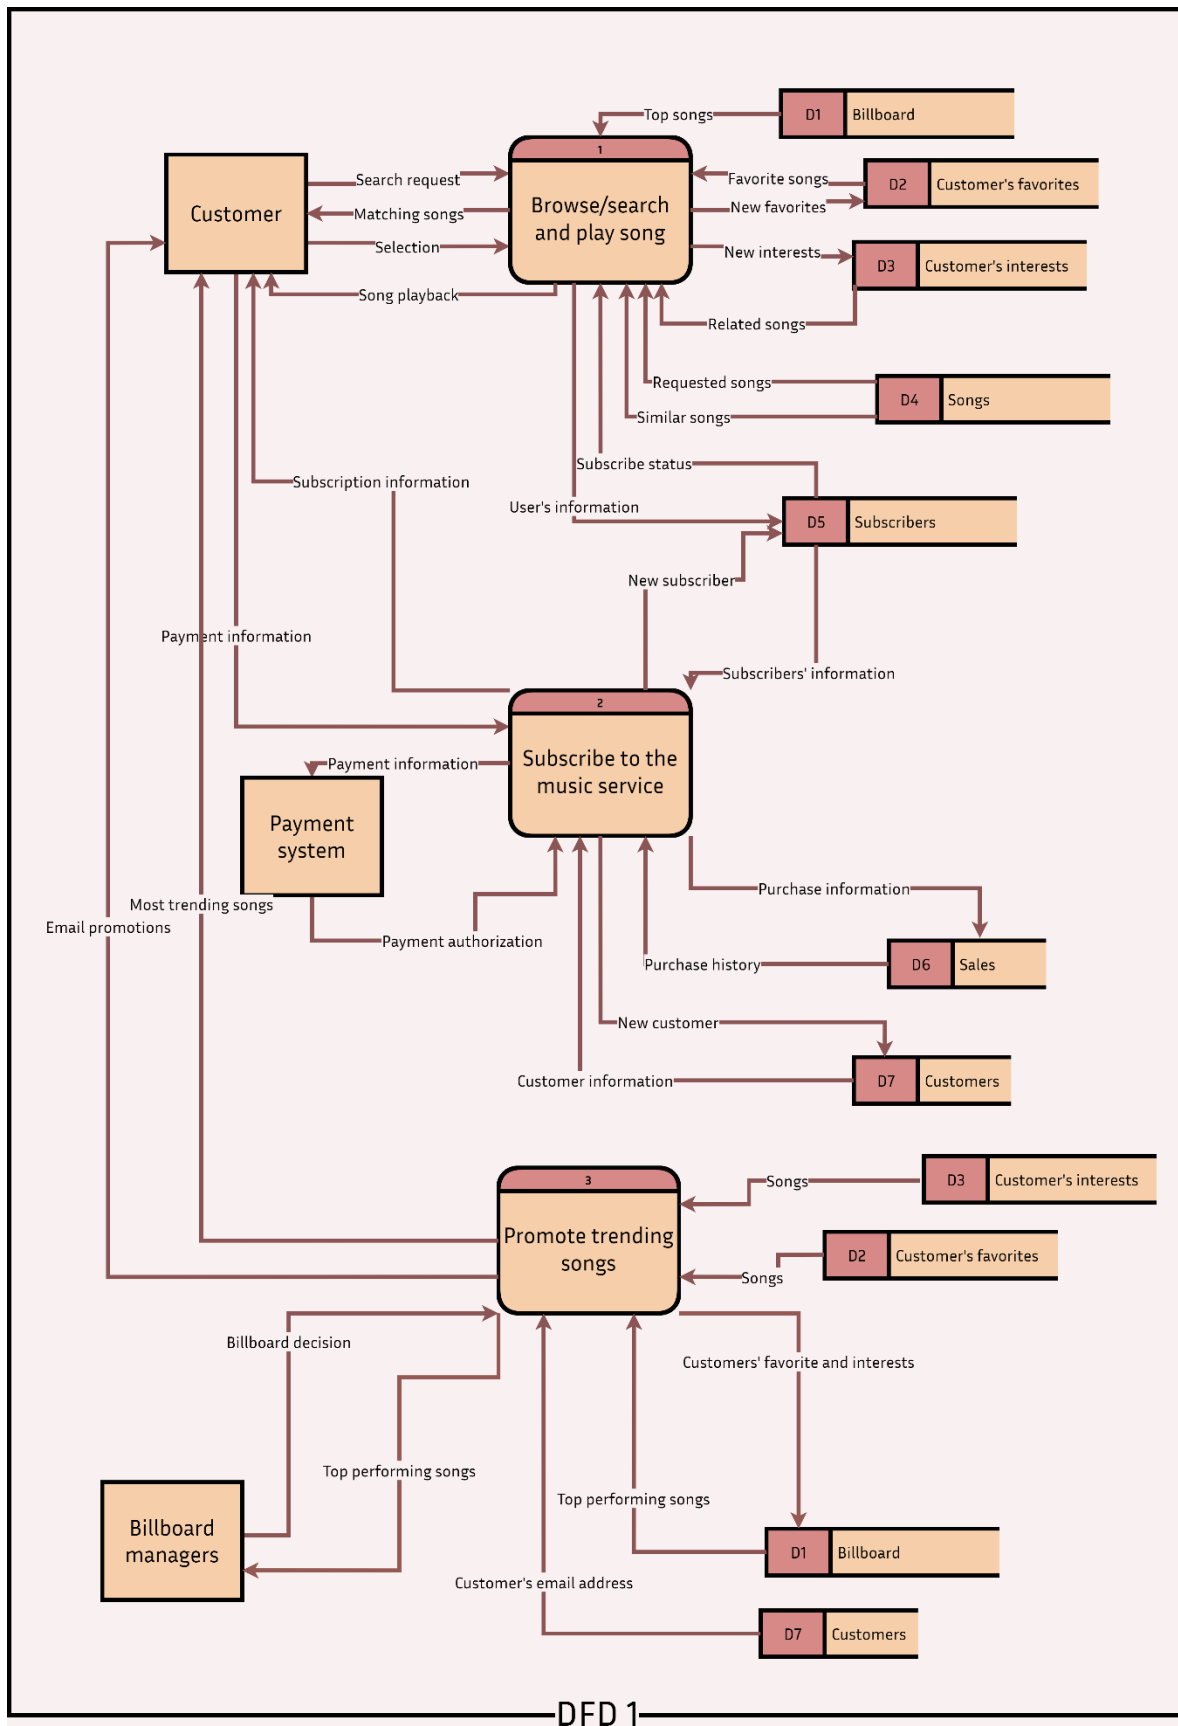 Top songs
D1
Billboard
1
Customer
Search request
Matching songs
Selection
Song playback
Browse/search
and play song
Favorite songs
New favorites
D2
Customer's favorites
New interests
D3
Customer's interests
Related songs
Requested songs
Similar songs
D4
Songs
Subscribe status
Subscription information
User's information
D5
Subscribers
New subscriber
Payment information
Subscribers' information
2
Subscribe to the
music service
Payment information
Payment
system
Most trending songs
Email promotions
Payment authorization
Purchase information
Purchase history
D6
Sales
New customer
Customer information
D7
Customers
3
Promote trending
songs
Songs
D3
Customer's interests
Songs
D2
Customer's favorites
Billboard decision
Customers' favorite and interests
Top performing songs
Top performing songs
Billboard
managers
D1
Billboard
Customer's email address
D7
Customers
DFD 1